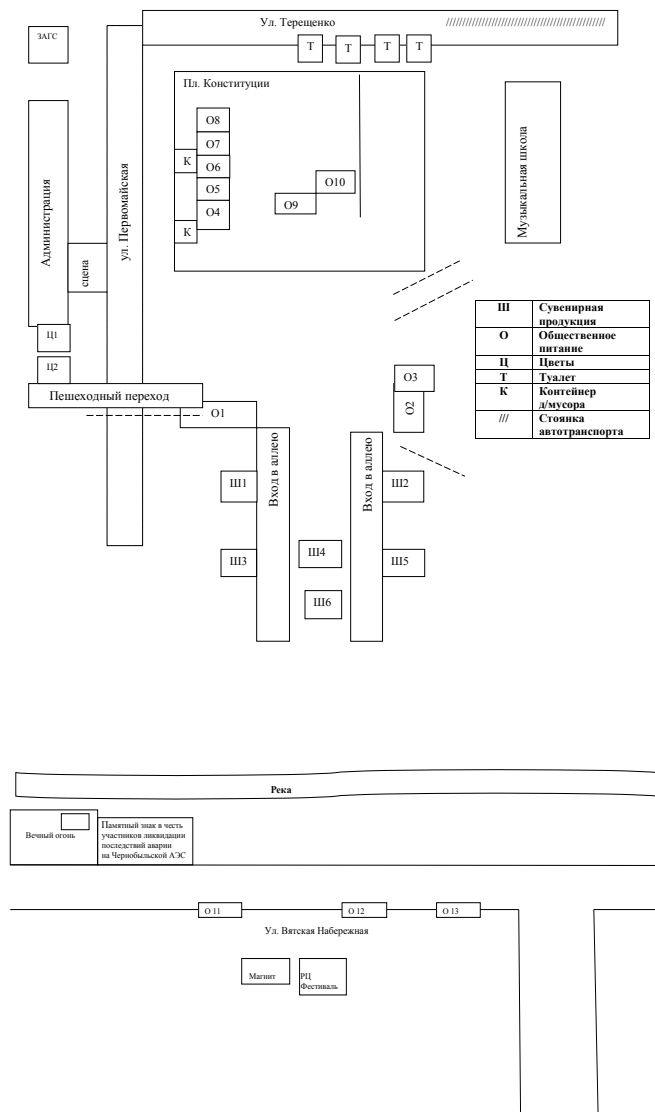 Ул. Терещенко
////////////////////////////////////////////
ЗАГС
Т
Т
Т
Т
Пл. Конституции
О8
О7
К
О6
О10
О5
О9
О4
К
Администрация
сцена
ул. Первомайская
Музыкальная школа
Ц1
Ц2
Пешеходный переход
О1
О3
О2
Ш
Сувенирная
продукция
О
Общественное
питание
Ц
Цветы
Т
Туалет
К
Контейнер
д/мусора
///
Стоянка
автотранспорта
Вход в аллею
Вход в аллею
Ш1
Ш2
Ш3
Ш4
Ш5
Ш6
Река
Вечный огонь
Памятный знак в честь
участников ликвидации
последствий аварии
на Чернобыльской АЭС
О 11
О 12
О 13
Ул. Вятская Набережная
Магнит
РЦ
Фестиваль